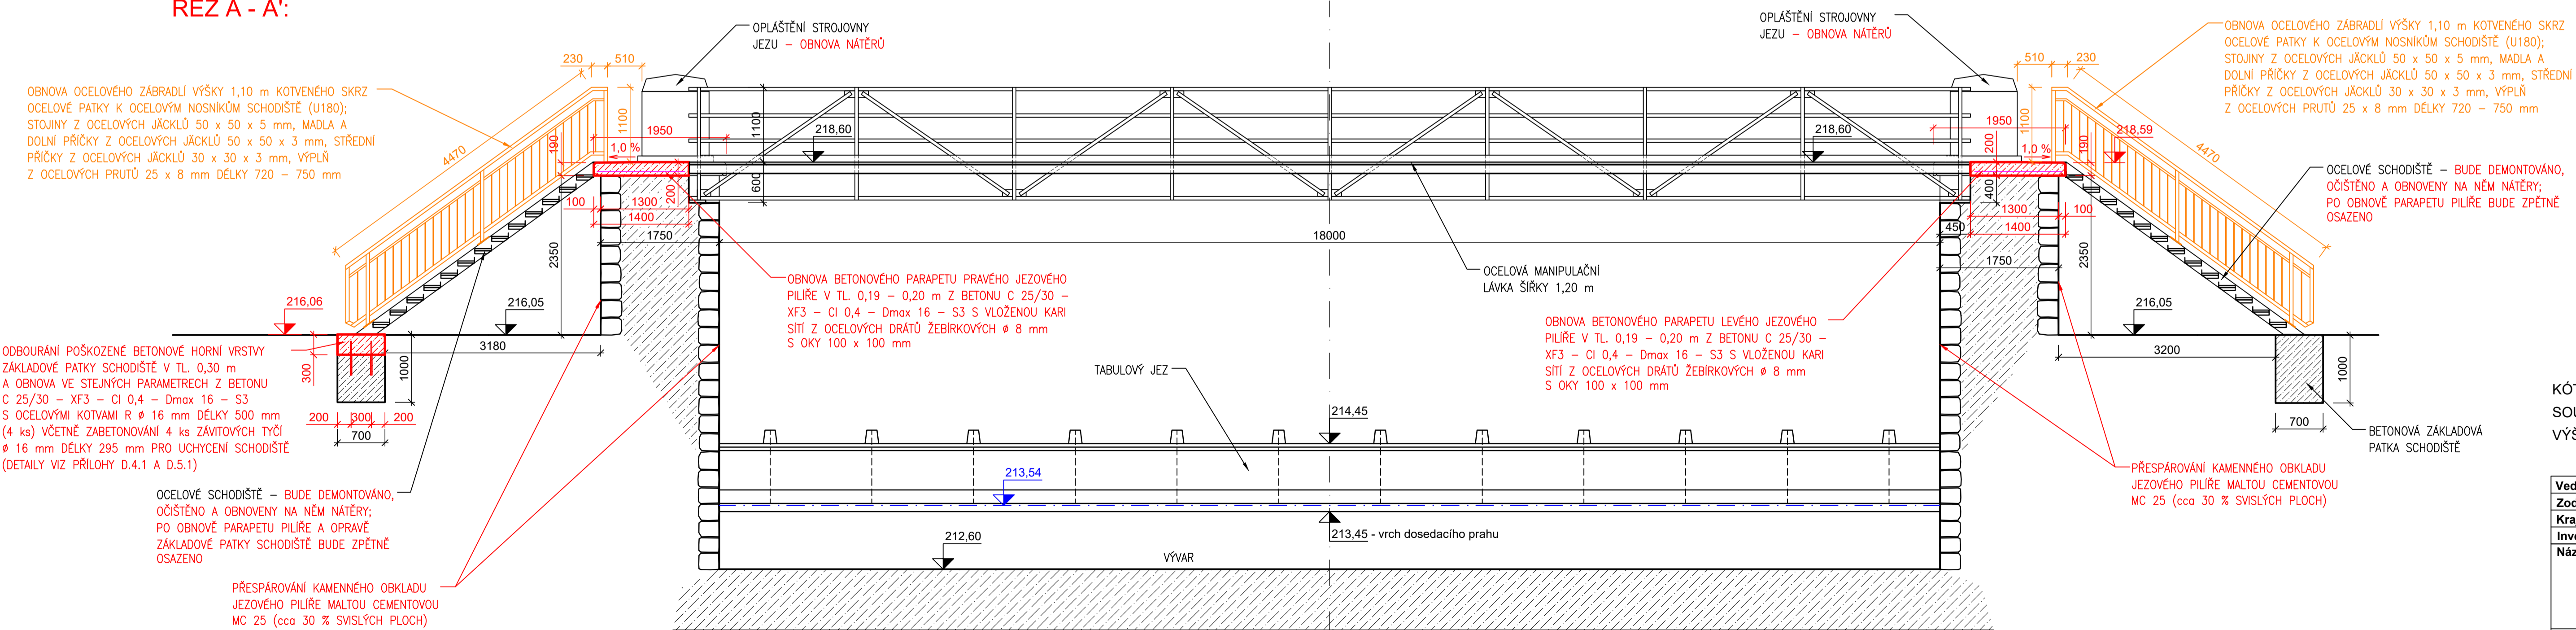 ŘEZ A - A':
OPLÁŠTĚNÍ STROJOVNY
JEZU – OBNOVA NÁTĚRŮ
OPLÁŠTĚNÍ STROJOVNY
JEZU – OBNOVA NÁTĚRŮ
OBNOVA OCELOVÉHO ZÁBRADLÍ VÝŠKY 1,10 m KOTVENÉHO SKRZ
OCELOVÉ PATKY K OCELOVÝM NOSNÍKŮM SCHODIŠTĚ (U180);
STOJINY Z OCELOVÝCH JÄCKLŮ 50 x 50 x 5 mm, MADLA A
DOLNÍ PŘÍČKY Z OCELOVÝCH JÄCKLŮ 50 x 50 x 3 mm, STŘEDNÍ
PŘÍČKY Z OCELOVÝCH JÄCKLŮ 30 x 30 x 3 mm, VÝPLŇ
Z OCELOVÝCH PRUTŮ 25 x 8 mm DÉLKY 720 – 750 mm
OBNOVA OCELOVÉHO ZÁBRADLÍ VÝŠKY 1,10 m KOTVENÉHO SKRZ
OCELOVÉ PATKY K OCELOVÝM NOSNÍKŮM SCHODIŠTĚ (U180);
STOJINY Z OCELOVÝCH JÄCKLŮ 50 x 50 x 5 mm, MADLA A
DOLNÍ PŘÍČKY Z OCELOVÝCH JÄCKLŮ 50 x 50 x 3 mm, STŘEDNÍ
PŘÍČKY Z OCELOVÝCH JÄCKLŮ 30 x 30 x 3 mm, VÝPLŇ
Z OCELOVÝCH PRUTŮ 25 x 8 mm DÉLKY 720 – 750 mm
230
510
4470
1100
190
1950
1,0 %
1100
218,60
600
200
100
1300
1400
1750
2350
18000
218,60
510
230
1950
1100
200
1,0 %
190
218,59
4470
400
1300
100
450
1400
1750
2350
OCELOVÉ SCHODIŠTĚ – BUDE DEMONTOVÁNO,
OČIŠTĚNO A OBNOVENY NA NĚM NÁTĚRY;
PO OBNOVĚ PARAPETU PILÍŘE BUDE ZPĚTNĚ
OSAZENO
OCELOVÁ MANIPULAČNÍ
LÁVKA ŠÍŘKY 1,20 m
OBNOVA BETONOVÉHO PARAPETU PRAVÉHO JEZOVÉHO
PILÍŘE V TL. 0,19 – 0,20 m Z BETONU C 25/30 –
XF3 – Cl 0,4 – Dmax 16 – S3 S VLOŽENOU KARI
SÍTÍ Z OCELOVÝCH DRÁTŮ ŽEBÍRKOVÝCH ø 8 mm
S OKY 100 x 100 mm
OBNOVA BETONOVÉHO PARAPETU LEVÉHO JEZOVÉHO
PILÍŘE V TL. 0,19 – 0,20 m Z BETONU C 25/30 –
XF3 – Cl 0,4 – Dmax 16 – S3 S VLOŽENOU KARI
SÍTÍ Z OCELOVÝCH DRÁTŮ ŽEBÍRKOVÝCH ø 8 mm
S OKY 100 x 100 mm
216,06
216,05
3180
300
1000
200
300
200
700
ODBOURÁNÍ POŠKOZENÉ BETONOVÉ HORNÍ VRSTVY
ZÁKLADOVÉ PATKY SCHODIŠTĚ V TL. 0,30 m
A OBNOVA VE STEJNÝCH PARAMETRECH Z BETONU
C 25/30 – XF3 – Cl 0,4 – Dmax 16 – S3
S OCELOVÝMI KOTVAMI R ø 16 mm DÉLKY 500 mm
(4 ks) VČETNĚ ZABETONOVÁNÍ 4 ks ZÁVITOVÝCH TYČÍ
ø 16 mm DÉLKY 295 mm PRO UCHYCENÍ SCHODIŠTĚ
(DETAILY VIZ PŘÍLOHY D.4.1 A D.5.1)
OCELOVÉ SCHODIŠTĚ – BUDE DEMONTOVÁNO,
OČIŠTĚNO A OBNOVENY NA NĚM NÁTĚRY;
PO OBNOVĚ PARAPETU PILÍŘE A OPRAVĚ
ZÁKLADOVÉ PATKY SCHODIŠTĚ BUDE ZPĚTNĚ
OSAZENO
PŘESPÁROVÁNÍ KAMENNÉHO OBKLADU
JEZOVÉHO PILÍŘE MALTOU CEMENTOVOU
MC 25 (cca 30 % SVISLÝCH PLOCH)
TABULOVÝ JEZ
214,45
213,54
213,45 - vrch dosedacího prahu
212,60
VÝVAR
216,05
3200
1000
700
BETONOVÁ ZÁKLADOVÁ
PATKA SCHODIŠTĚ
PŘESPÁROVÁNÍ KAMENNÉHO OBKLADU
JEZOVÉHO PILÍŘE MALTOU CEMENTOVOU
MC 25 (cca 30 % SVISLÝCH PLOCH)
KÓT
SOU
VÝŠ
Ved
Zod
Kra
Inve
Náz